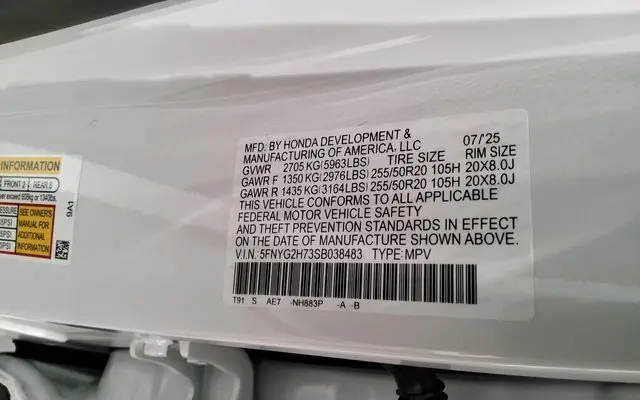 INFORMATION
FRONT 2 REAR 5
SEE OWNER'S
MANUAL FOR
ADDITIONAL
INFORMATION
9A1
MFD. BY HONDA DEVELOPMENT & 07/'25
MANUFACTURING OF AMERICA, LLC
GVWR 2705 KG(5963LBS) TIRE SIZE RIM SIZE
GAWR F 1350 KG(2976LBS) 255/50R20 105H 20X8.0J
GAWR R 1435 KG(3164LBS) 255/50R20 105H 20X8.0J
THIS VEHICLE CONFORMS TO ALL APPLICABLE
FEDERAL MOTOR VEHICLE SAFETY
AND THEFT PREVENTION STANDARDS IN EFFECT
ON THE DATE OF MANUFACTURE SHOWN ABOVE.
V.I.N. 5FNYG2H73SB038483 TYPE:MPV
T91 S AE7 -NH883P -A -B